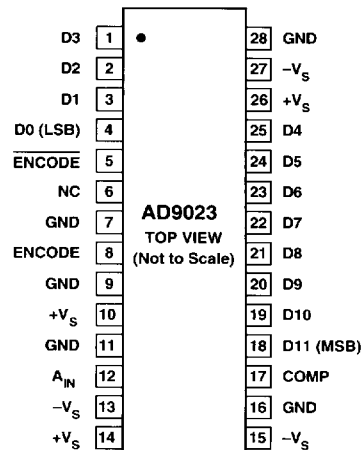 D3 1 28 GND
D2 2 27 –VS
D1 3 26 +VS
D0 (LSB) 4 25 D4
ENCODE 5 24 D5
NC 6 23 D6
GND 7 22 D7
AD9023
TOP VIEW
(Not to Scale)
ENCODE 8 21 D8
GND 9 20 D9
+VS 10 19 D10
GND 11 18 D11 (MSB)
AIN 12 17 COMP
–VS 13 16 GND
+VS 14 15 –VS